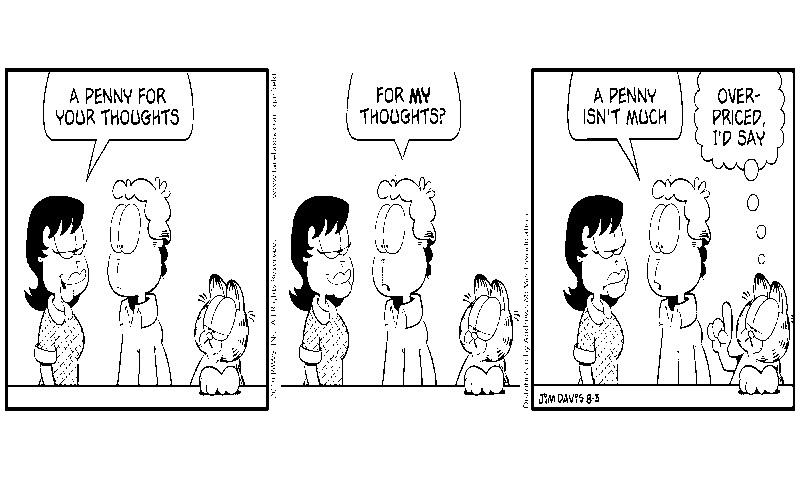 A PENNY FOR
YOUR THOUGHTS
FOR MY
THOUGHTS?
A PENNY
ISN'T MUCH
OVER-
PRICED,
I'D SAY
JIM DAVIS 8-3